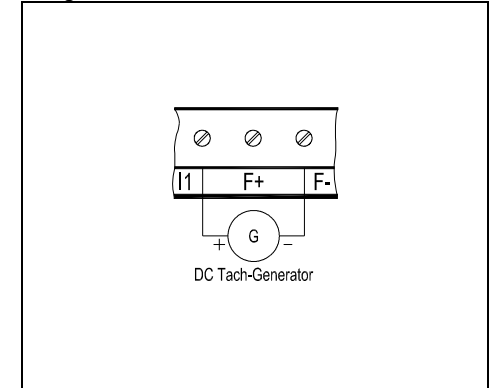 I1 F+ F-
+ G −
DC Tach-Generator